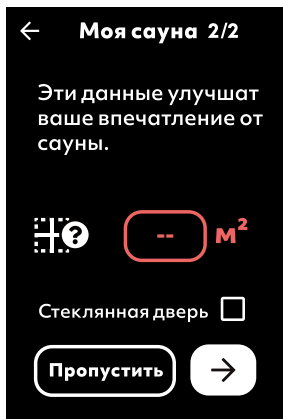 Моя сауна 2/2
Эти данные улучшат
ваше впечатление от
сауны.
? -- м²
Стеклянная дверь
Пропустить